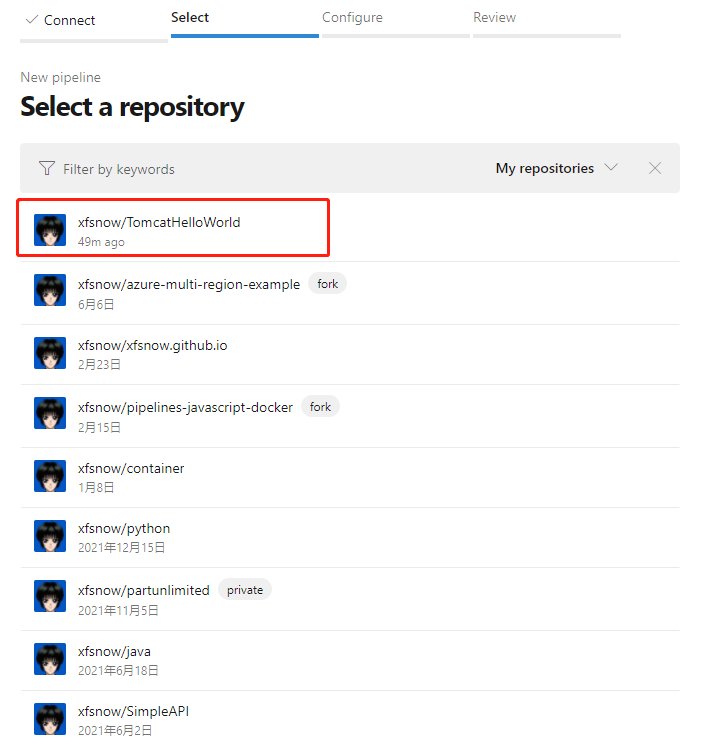 Connect
Select
Configure
Review
New pipeline
Select a repository
Filter by keywords
My repositories
xfsnow/TomcatHelloWorld
49m ago
xfsnow/azure-multi-region-example fork
6月6日
xfsnow/xfsnow.github.io
2月23日
xfsnow/pipelines-javascript-docker fork
2月15日
xfsnow/container
1月8日
xfsnow/python
2021年12月15日
xfsnow/partunlimited private
2021年11月5日
xfsnow/java
2021年6月18日
xfsnow/SimpleAPI
2021年6月2日